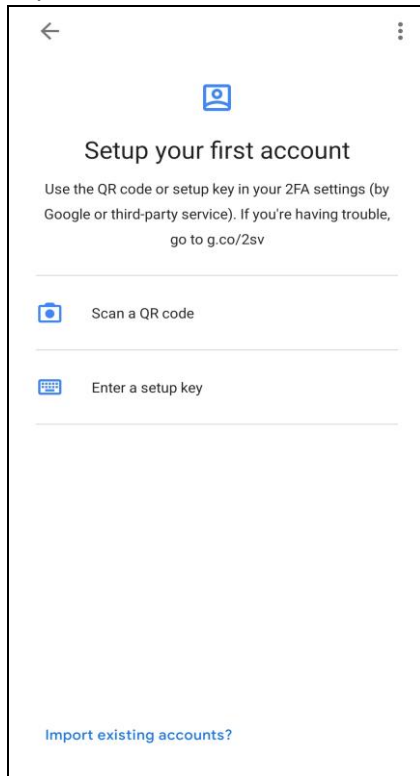 Setup your first account
Use the QR code or setup key in your 2FA settings (by
Google or third-party service). If you're having trouble,
go to g.co/2sv
Scan a QR code
Enter a setup key
Import existing accounts?